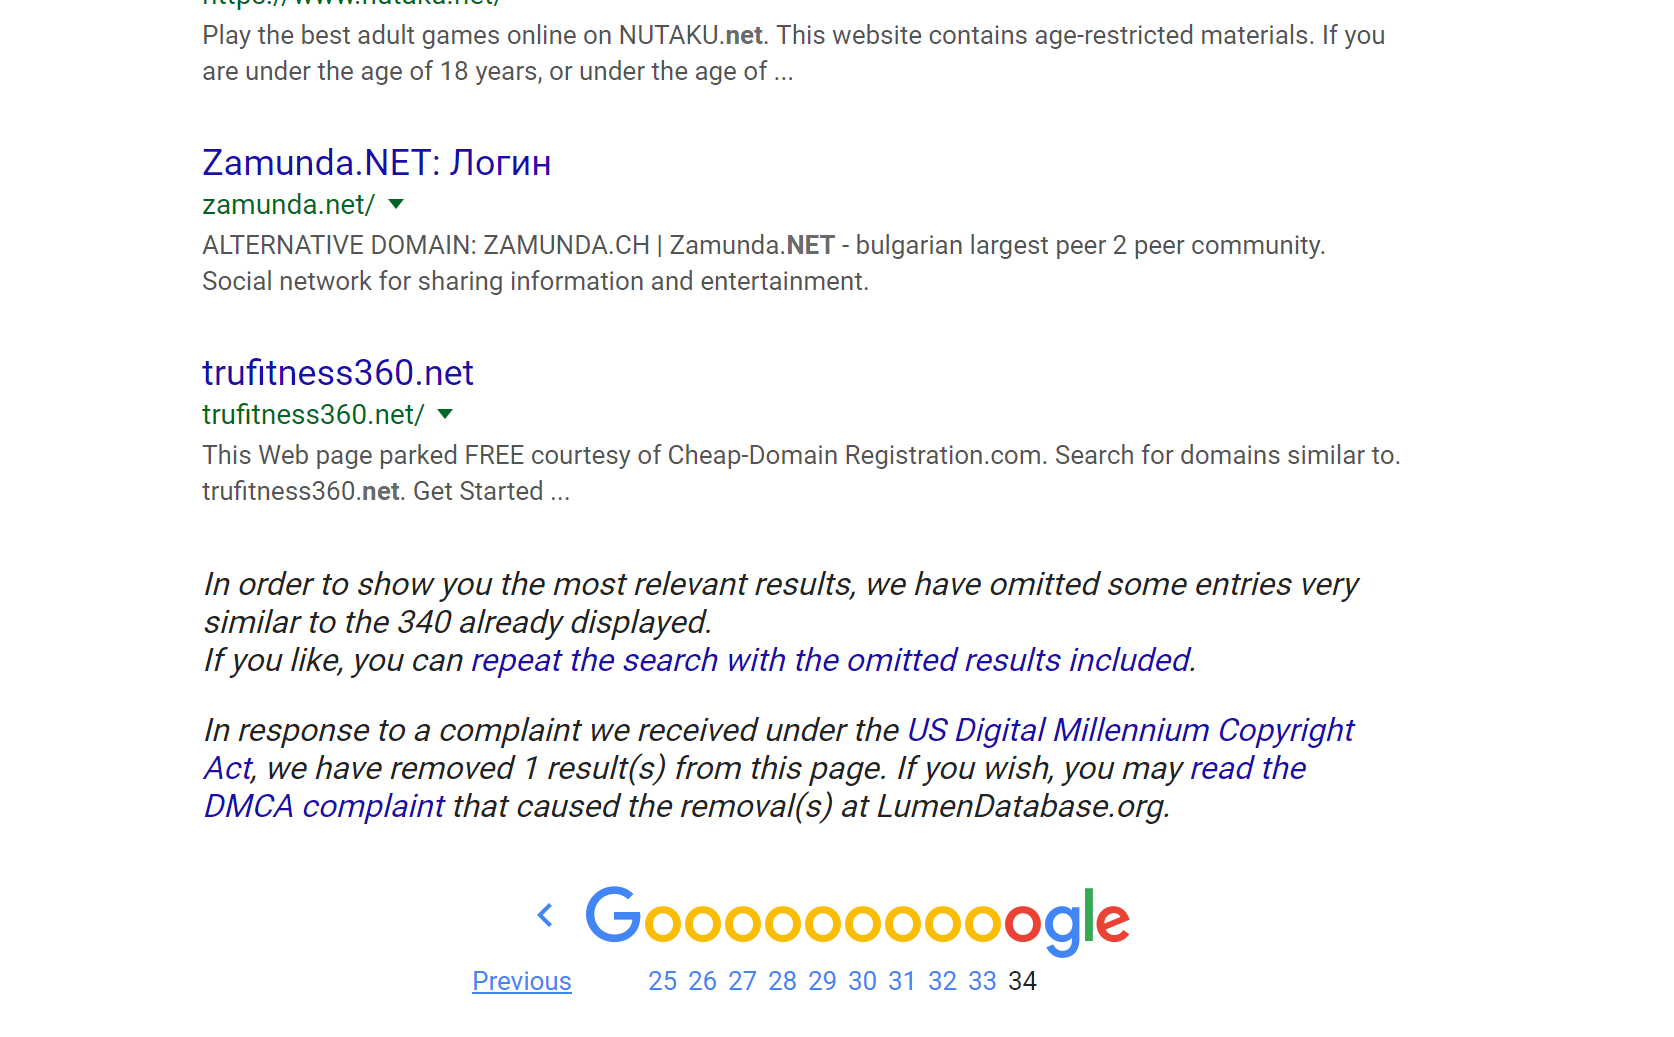 https://www.nutaku.net/
Play the best adult games online on NUTAKU.net. This website contains age-restricted materials. If you
are under the age of 18 years, or under the age of ...
Zamunda.NET: Логин
zamunda.net/
ALTERNATIVE DOMAIN: ZAMUNDA.CH | Zamunda.NET - bulgarian largest peer 2 peer community.
Social network for sharing information and entertainment.
trufitness360.net
trufitness360.net/
This Web page parked FREE courtesy of Cheap-Domain Registration.com. Search for domains similar to.
trufitness360.net. Get Started ...
In order to show you the most relevant results, we have omitted some entries very
similar to the 340 already displayed.
If you like, you can repeat the search with the omitted results included.
In response to a complaint we received under the US Digital Millennium Copyright
Act, we have removed 1 result(s) from this page. If you wish, you may read the
DMCA complaint that caused the removal(s) at LumenDatabase.org.
< Goooooooooogle
Previous 25 26 27 28 29 30 31 32 33 34